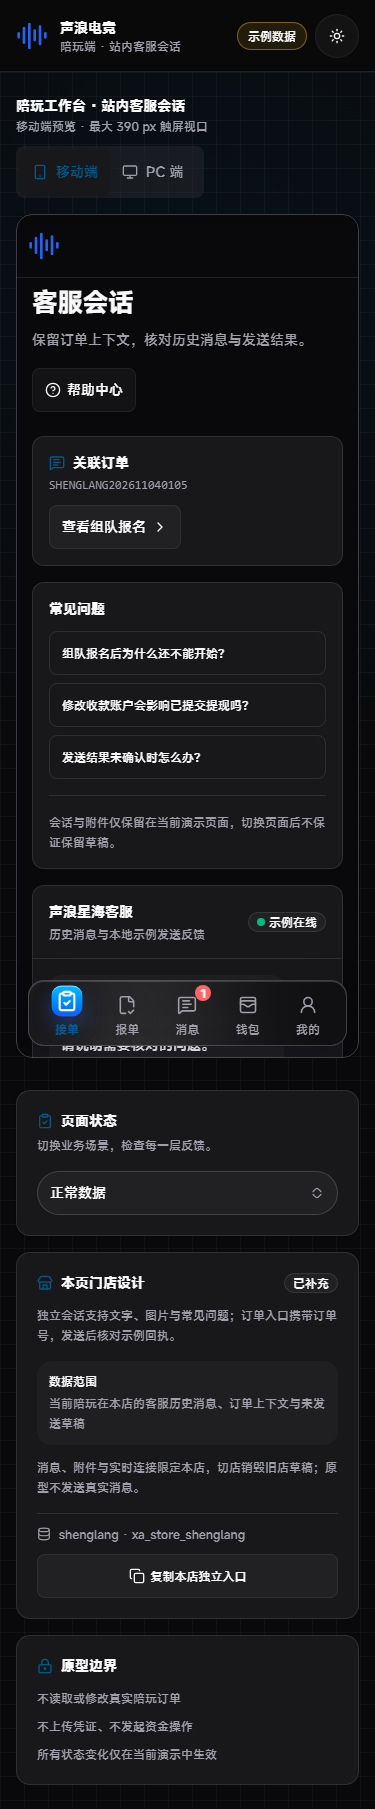 声浪电竞
陪玩端 · 站内客服会话
示例数据
陪玩工作台 · 站内客服会话
移动端预览 · 最大 390 px 触屏视口
移动端
PC 端
客服会话
保留订单上下文，核对历史消息与发送结果。
帮助中心
关联订单
SHENGLANG202611040105
查看组队报名
常见问题
组队报名后为什么还不能开始？
修改收款账户会影响已提交提现吗？
发送结果未确认时怎么办？
会话与附件仅保留在当前演示页面，切换页面后不保
证保留草稿。
声浪星海客服
历史消息与本地示例发送反馈
示例在线
1
接单
报单
消息
钱包
我的
请说明需要核对的问题。
页面状态
切换业务场景，检查每一层反馈。
正常数据
本页门店设计
已补充
独立会话支持文字、图片与常见问题；订单入口携带订单
号，发送后核对示例回执。
数据范围
当前陪玩在本店的客服历史消息、订单上下文与未发
送草稿
消息、附件与实时连接限定本店，切店销毁旧店草稿；原
型不发送真实消息。
shenglang · xa_store_shenglang
复制本店独立入口
原型边界
不读取或修改真实陪玩订单
不上传凭证、不发起资金操作
所有状态变化仅在当前演示中生效